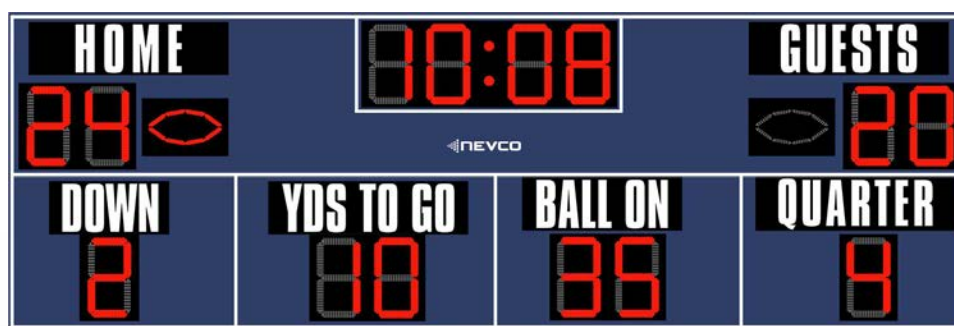 HOME 10:08 GUESTS
24 20
NEVCO
DOWN YDS TO GO BALL ON QUARTER
2 10 35 4